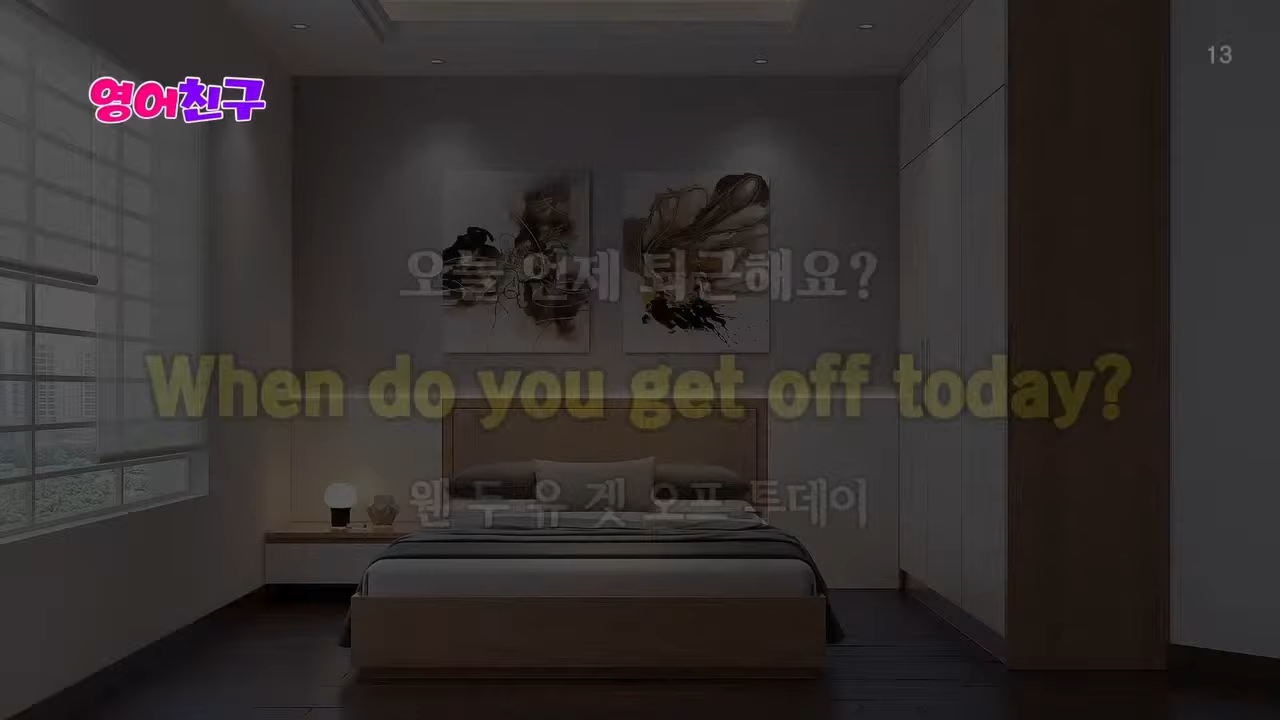 13
영어친구
오늘 언제 퇴근해요?
When do you get off today?
웬 두 유 겟 오프 투데이